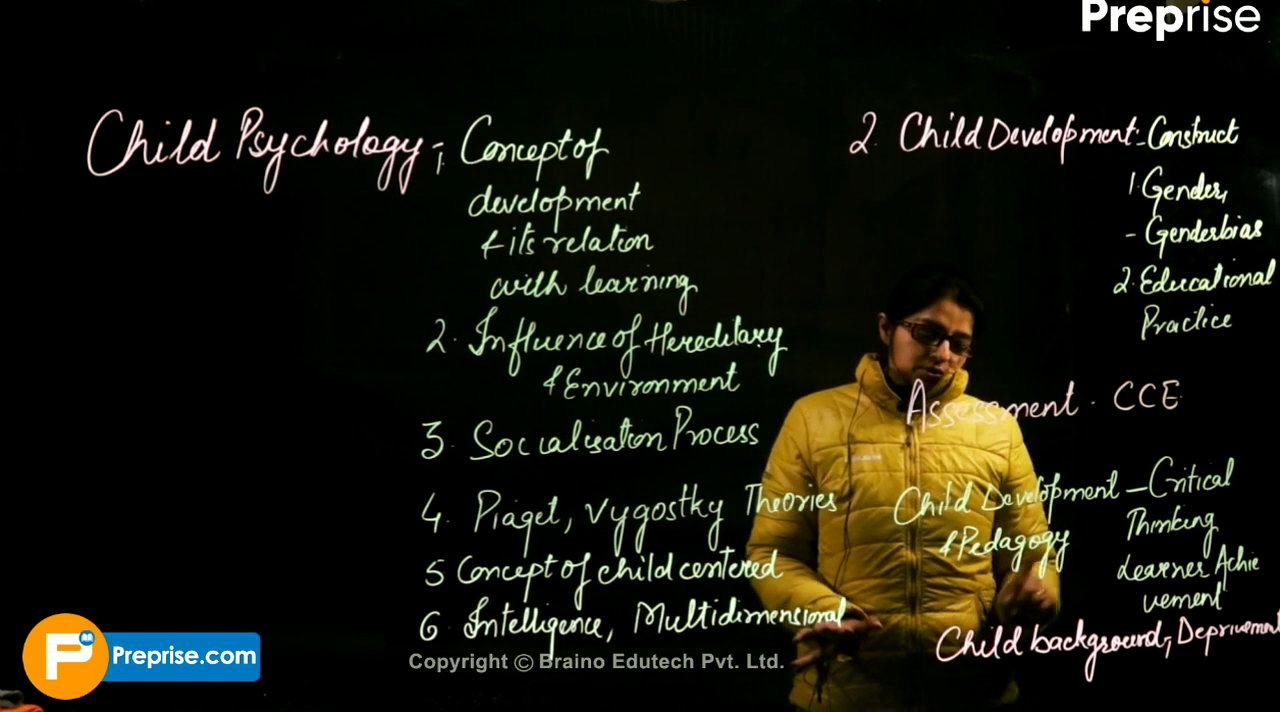 Preprise
Child Psychology :- Concept of
development
& its relation
with learning
2. Influence of Hereditary
& Environment
3. Socialisation Process
4. Piaget, Vygostky Theories
5 Concept of child centered
6 Intelligence, Multidimensional
2. Child Development - Construct
1. Gender,
- Genderbias
2. Educational
Practice
Assessment . CCE
Child Development - Critical
& Pedagogy Thinking
Learner Achie
vement
Child background, Deprivement
Preprise.com
Copyright © Braino Edutech Pvt. Ltd.